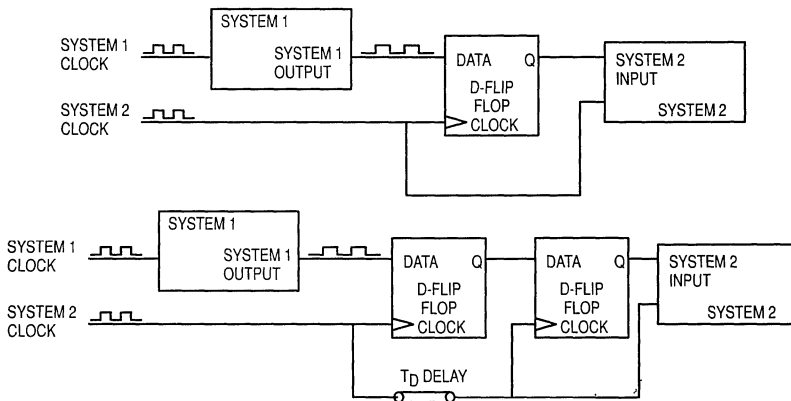 SYSTEM 1
CLOCK
SYSTEM 1
SYSTEM 1
OUTPUT
DATA Q
D-FLIP
FLOP
CLOCK
SYSTEM 2
INPUT
SYSTEM 2
SYSTEM 2
CLOCK
SYSTEM 1
CLOCK
SYSTEM 1
SYSTEM 1
OUTPUT
DATA Q
D-FLIP
FLOP
CLOCK
DATA Q
D-FLIP
FLOP
CLOCK
SYSTEM 2
INPUT
SYSTEM 2
SYSTEM 2
CLOCK
TD DELAY